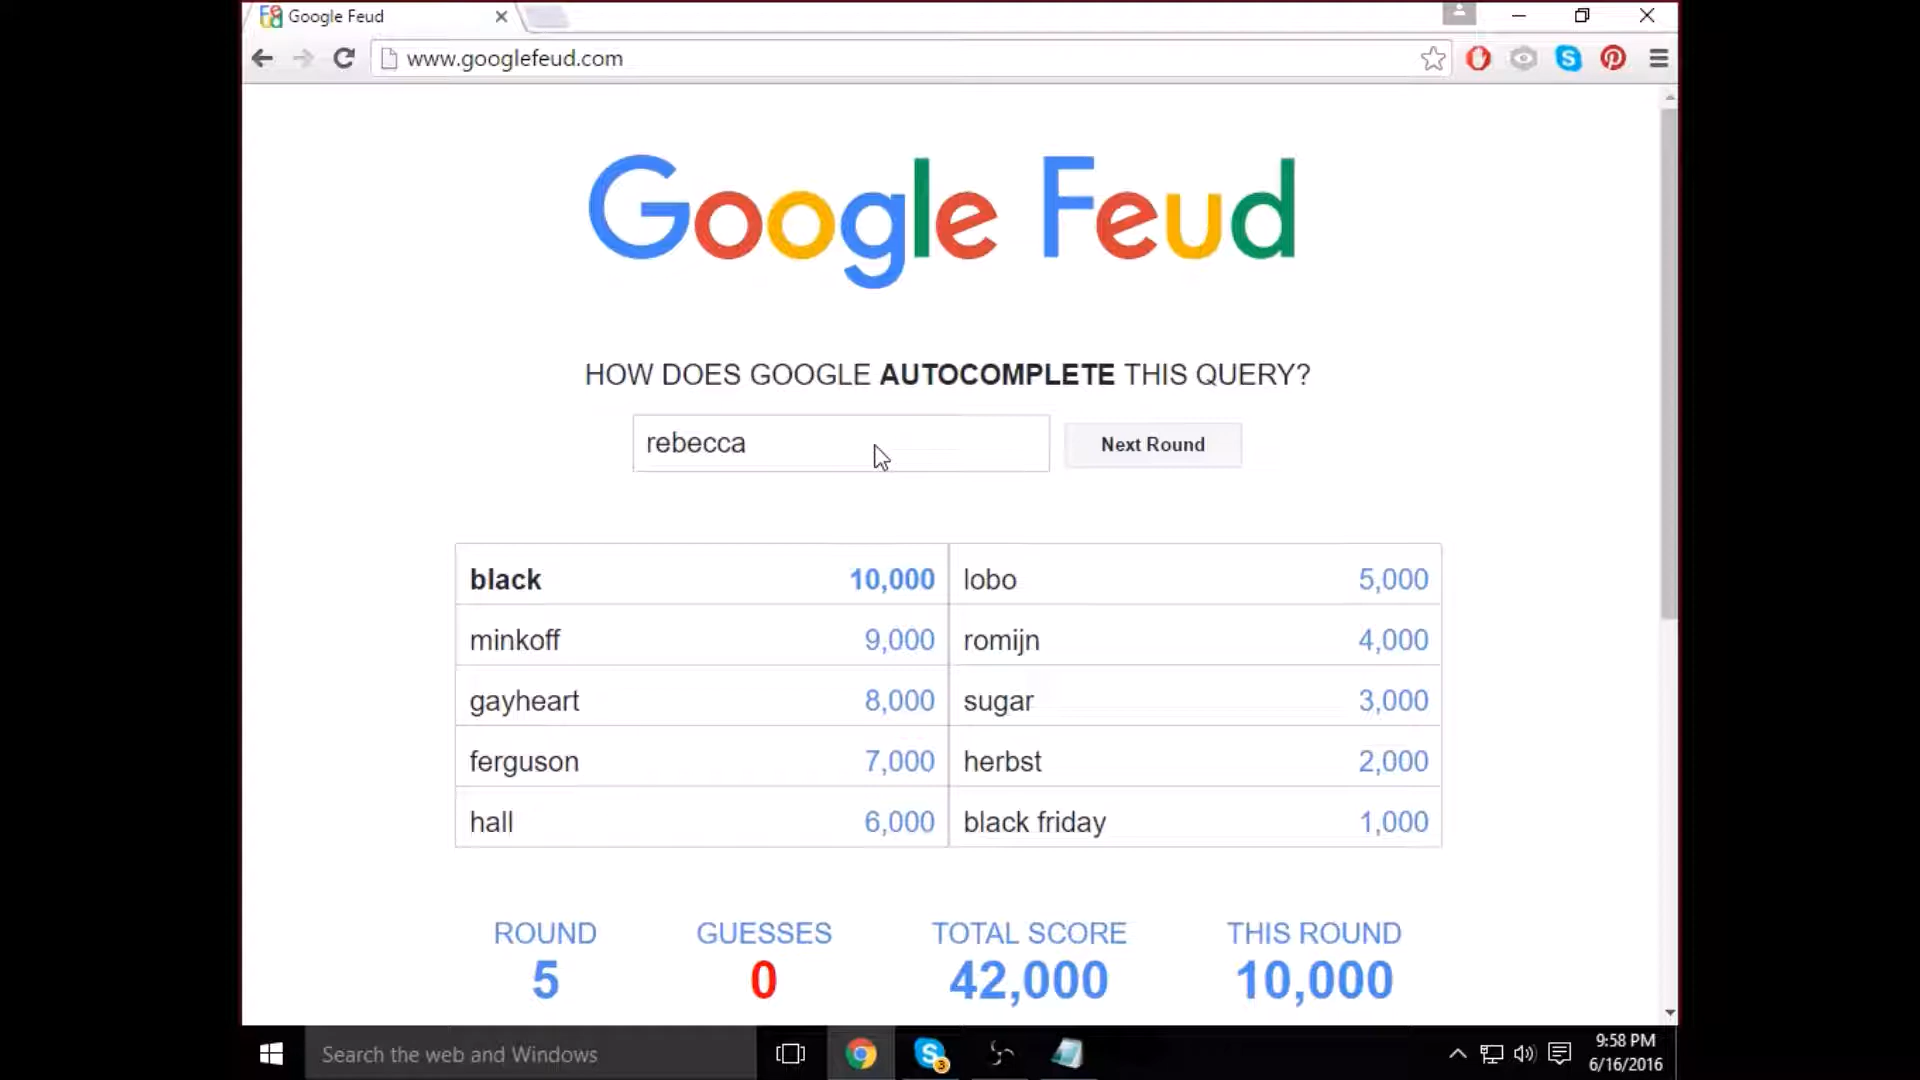 Google Feud
www.googlefeud.com
Google Feud
HOW DOES GOOGLE AUTOCOMPLETE THIS QUERY?
rebecca
Next Round
black 10,000 lobo 5,000
minkoff 9,000 romijn 4,000
gayheart 8,000 sugar 3,000
ferguson 7,000 herbst 2,000
hall 6,000 black friday 1,000
ROUND GUESSES TOTAL SCORE THIS ROUND
5 0 42,000 10,000
Search the web and Windows
3
9:58 PM
6/16/2016